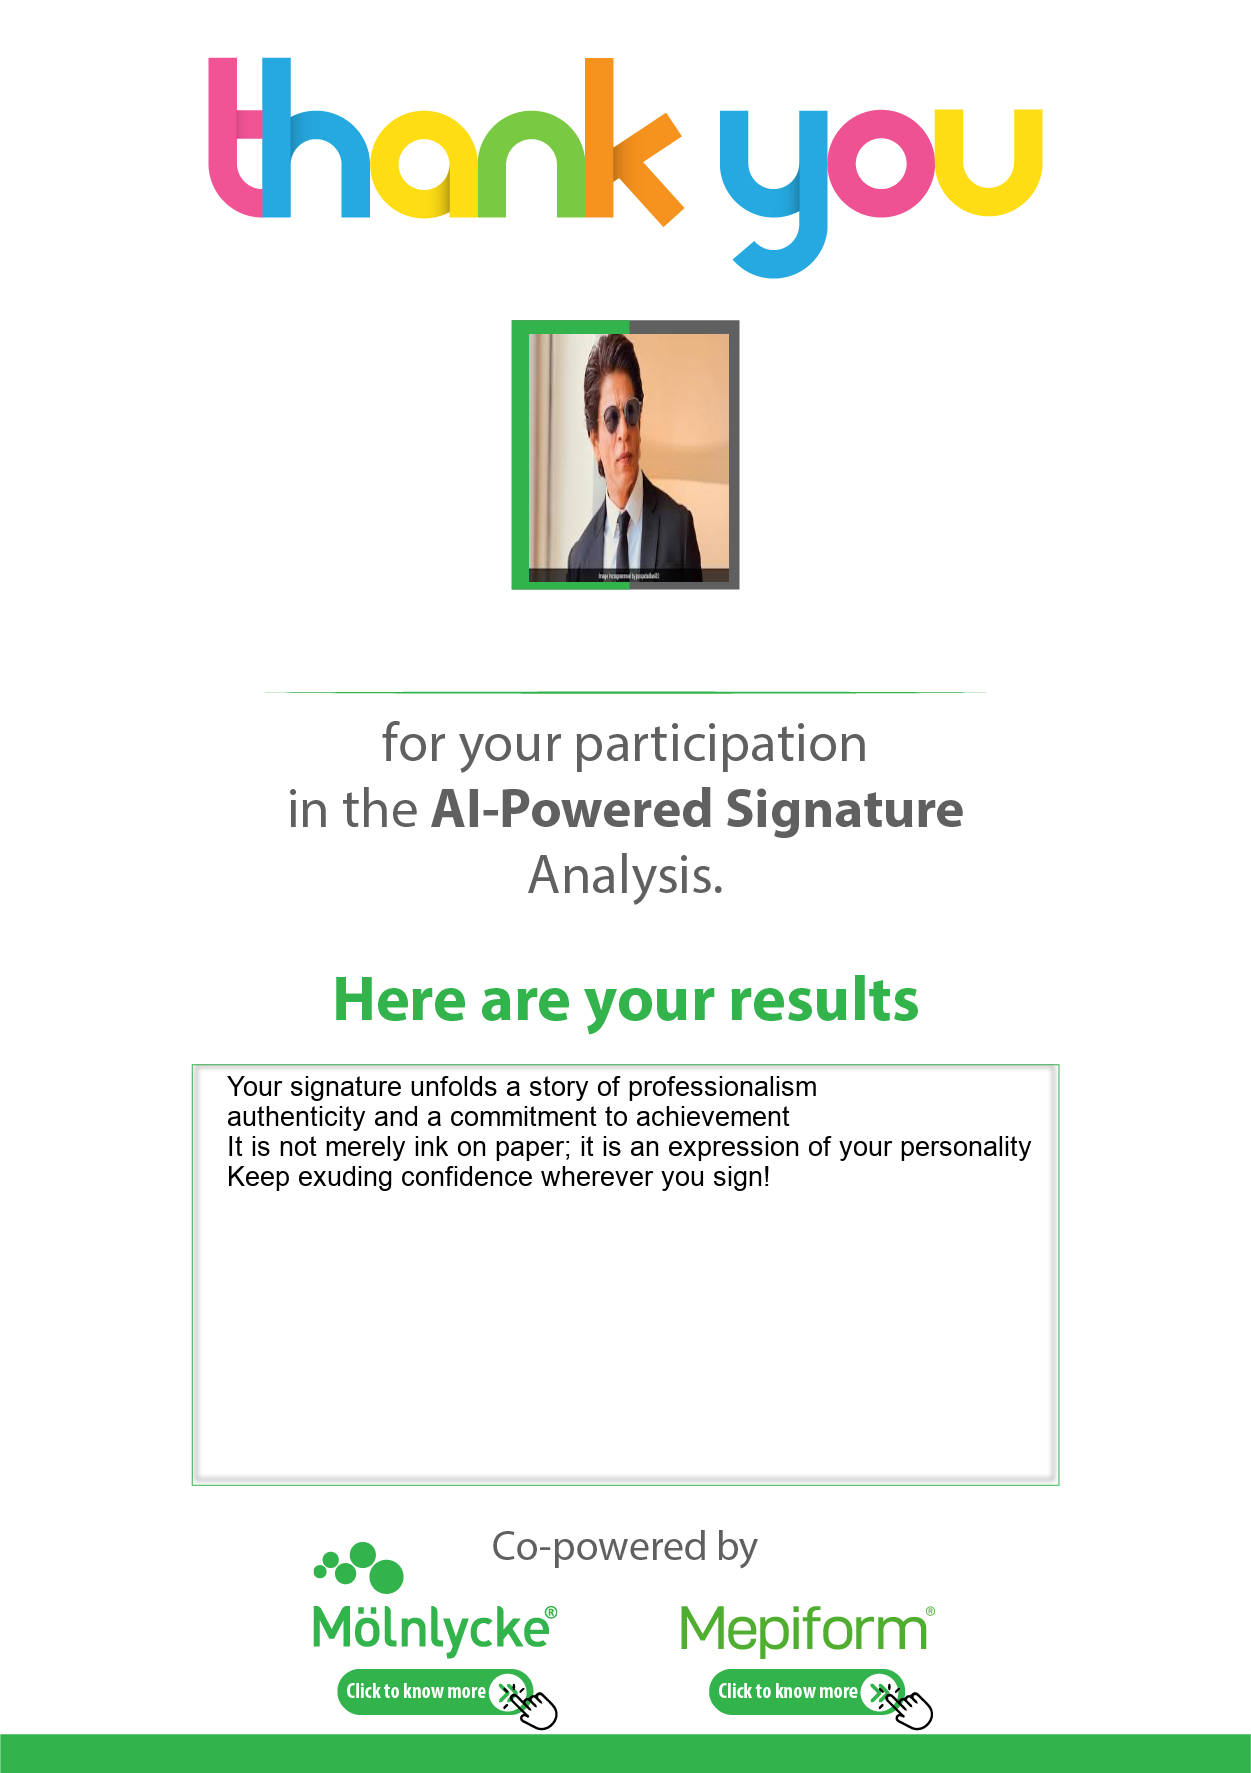 thank you
for your participation
in the AI-Powered Signature
Analysis.
Here are your results
Your signature unfolds a story of professionalism
authenticity and a commitment to achievement
It is not merely ink on paper; it is an expression of your personality
Keep exuding confidence wherever you sign!
Co-powered by
Mölnlycke®
Mepiform®
Click to know more
Click to know more